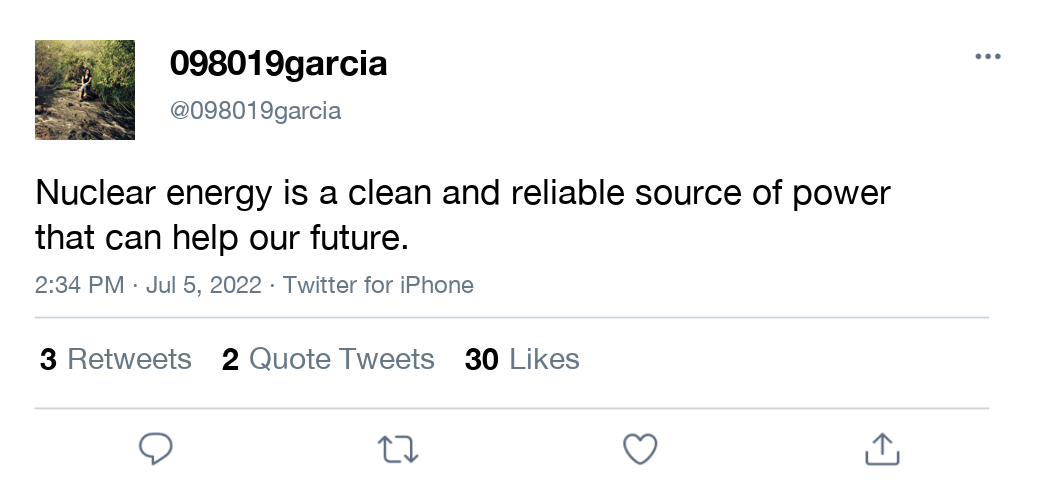 098019garcia
@098019garcia
Nuclear energy is a clean and reliable source of power
that can help our future.
2:34 PM · Jul 5, 2022 · Twitter for iPhone
3 Retweets 2 Quote Tweets 30 Likes